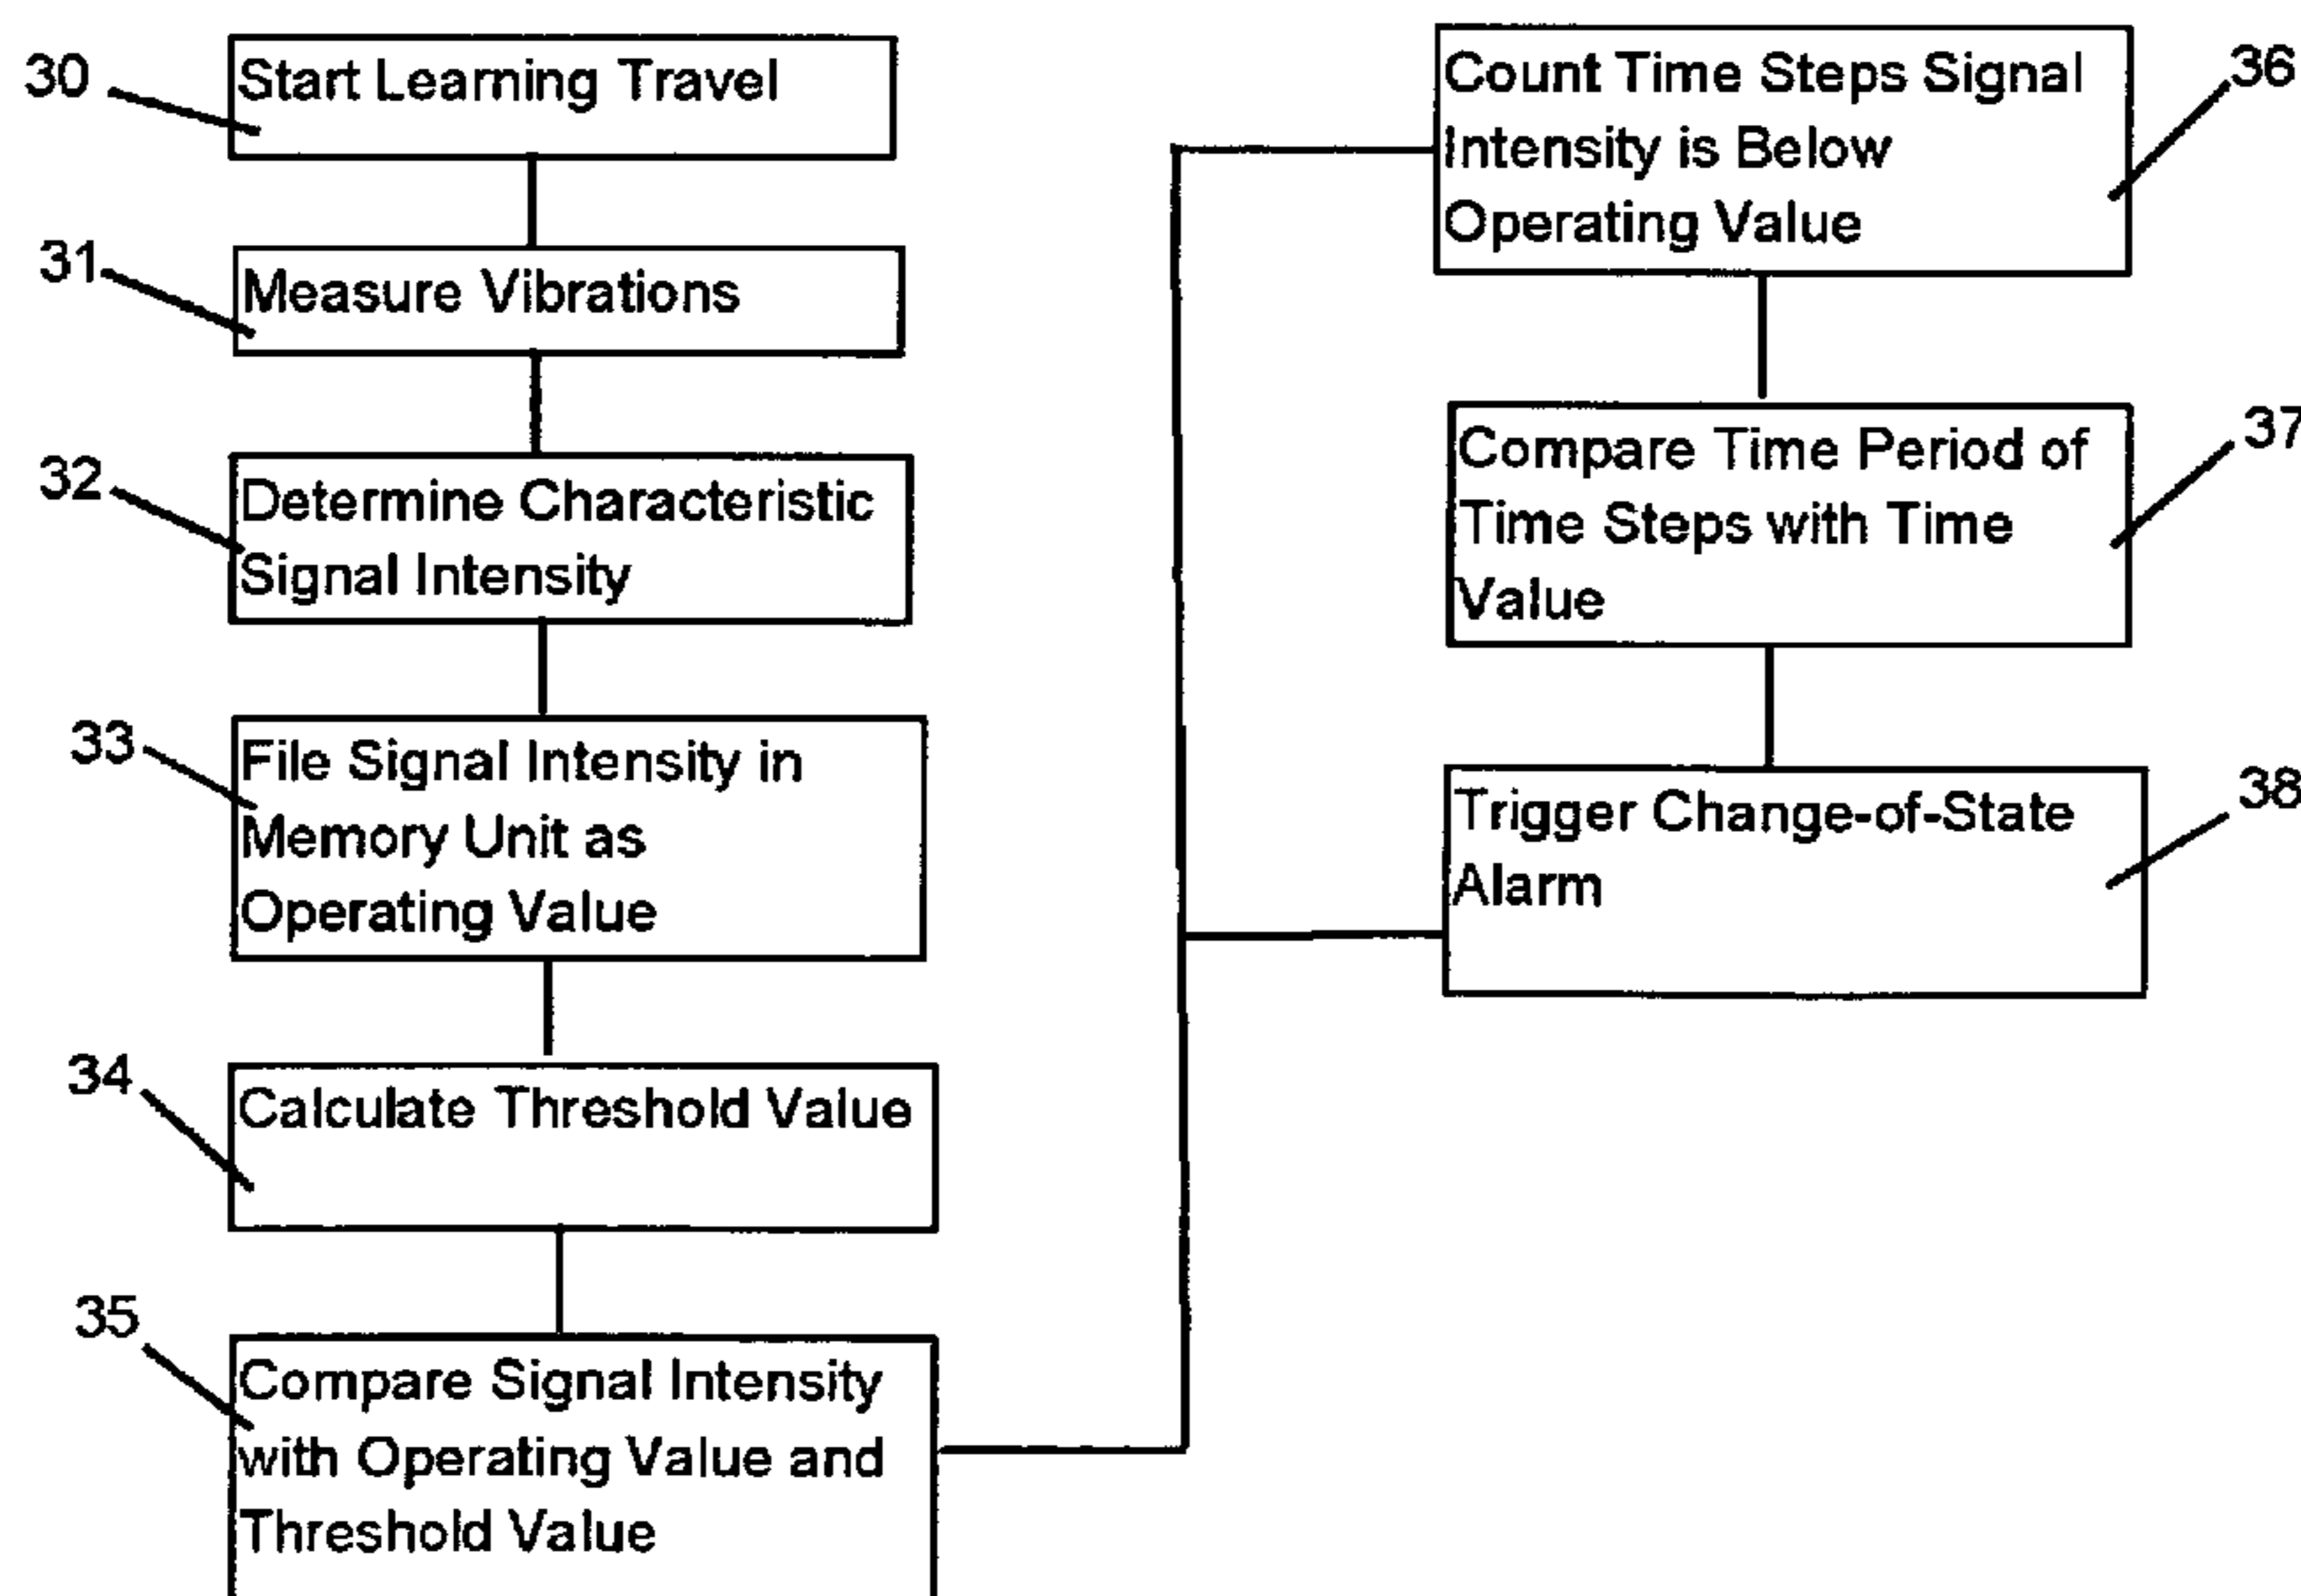 30
Start Learning Travel
31
Measure Vibrations
32
Determine Characteristic
Signal Intensity
33
File Signal Intensity in
Memory Unit as
Operating Value
34
Calculate Threshold Value
35
Compare Signal Intensity
with Operating Value and
Threshold Value
36
Count Time Steps Signal
Intensity is Below
Operating Value
37
Compare Time Period of
Time Steps with Time
Value
38
Trigger Change-of-State
Alarm